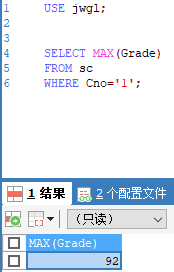 1 USE jwgl;
2
3
4 SELECT MAX(Grade)
5 FROM sc
6 WHERE Cno='1';
1 结果 2 个配置文件
(只读)
MAX(Grade)
92